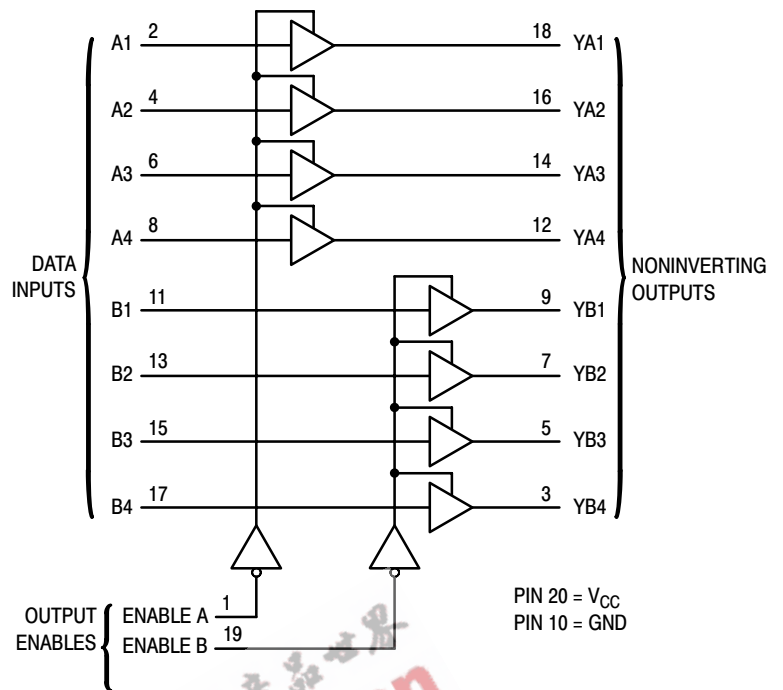 A1 2 18 YA1
A2 4 16 YA2
A3 6 14 YA3
A4 8 12 YA4
DATA
INPUTS
NONINVERTING
OUTPUTS
B1 11 9 YB1
B2 13 7 YB2
B3 15 5 YB3
B4 17 3 YB4
OUTPUT
ENABLES
ENABLE A 1
ENABLE B 19
PIN 20 = VCC
PIN 10 = GND